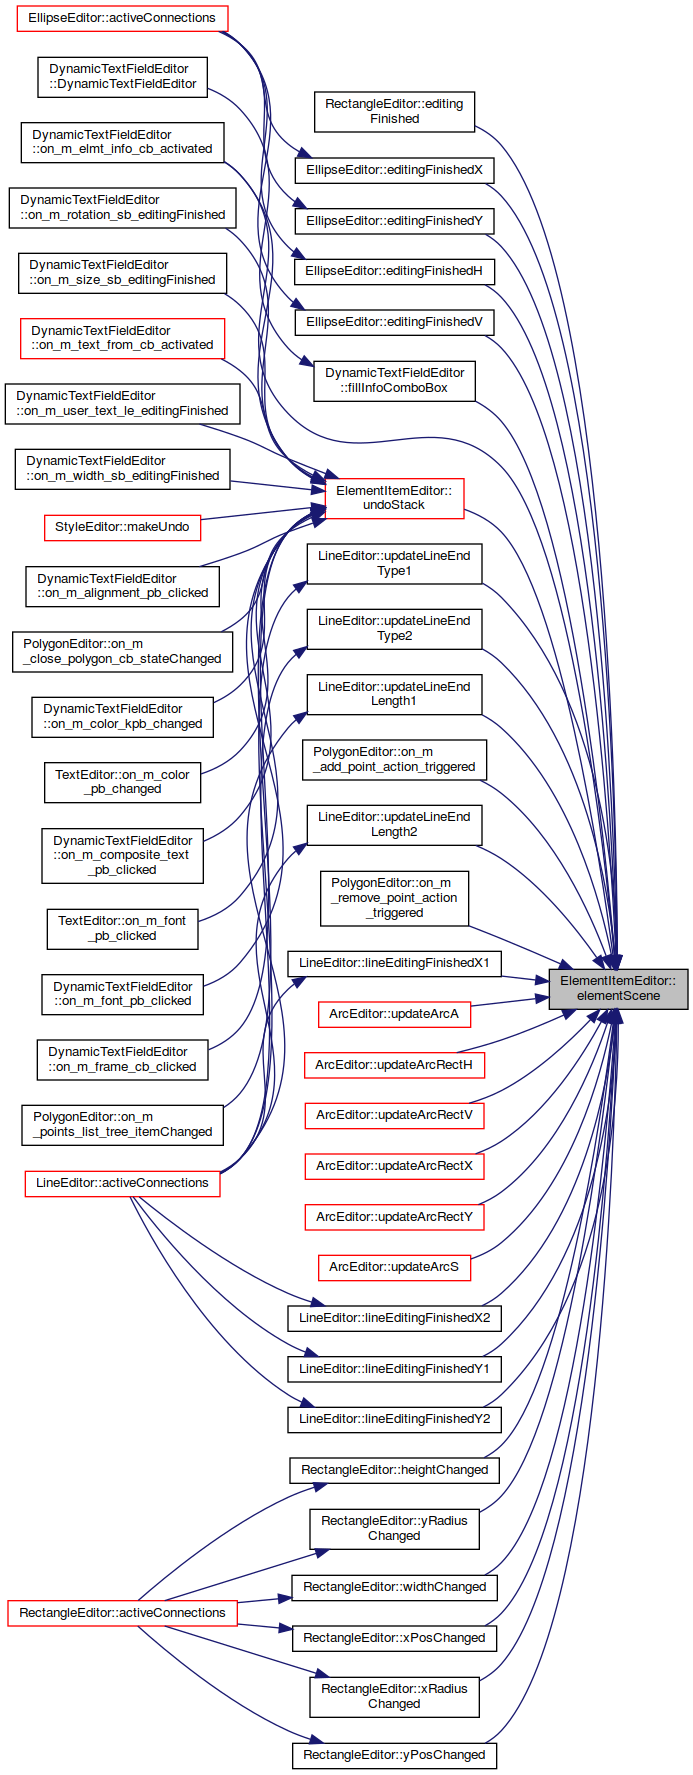 EllipseEditor::activeConnections
DynamicTextFieldEditor
::DynamicTextFieldEditor
DynamicTextFieldEditor
::on_m_elmt_info_cb_activated
DynamicTextFieldEditor
::on_m_rotation_sb_editingFinished
DynamicTextFieldEditor
::on_m_size_sb_editingFinished
DynamicTextFieldEditor
::on_m_text_from_cb_activated
DynamicTextFieldEditor
::on_m_user_text_le_editingFinished
DynamicTextFieldEditor
::on_m_width_sb_editingFinished
StyleEditor::makeUndo
DynamicTextFieldEditor
::on_m_alignment_pb_clicked
PolygonEditor::on_m
_close_polygon_cb_stateChanged
DynamicTextFieldEditor
::on_m_color_kpb_changed
TextEditor::on_m_color
_pb_changed
DynamicTextFieldEditor
::on_m_composite_text
_pb_clicked
TextEditor::on_m_font
_pb_clicked
DynamicTextFieldEditor
::on_m_font_pb_clicked
DynamicTextFieldEditor
::on_m_frame_cb_clicked
PolygonEditor::on_m
_points_list_tree_itemChanged
LineEditor::activeConnections
RectangleEditor::activeConnections
RectangleEditor::editing
Finished
EllipseEditor::editingFinishedX
EllipseEditor::editingFinishedY
EllipseEditor::editingFinishedH
EllipseEditor::editingFinishedV
DynamicTextFieldEditor
::fillInfoComboBox
ElementItemEditor::
undoStack
LineEditor::updateLineEnd
Type1
LineEditor::updateLineEnd
Type2
LineEditor::updateLineEnd
Length1
PolygonEditor::on_m
_add_point_action_triggered
LineEditor::updateLineEnd
Length2
PolygonEditor::on_m
_remove_point_action
_triggered
LineEditor::lineEditingFinishedX1
ArcEditor::updateArcA
ArcEditor::updateArcRectH
ArcEditor::updateArcRectV
ArcEditor::updateArcRectX
ArcEditor::updateArcRectY
ArcEditor::updateArcS
LineEditor::lineEditingFinishedX2
LineEditor::lineEditingFinishedY1
LineEditor::lineEditingFinishedY2
RectangleEditor::heightChanged
RectangleEditor::yRadius
Changed
RectangleEditor::widthChanged
RectangleEditor::xPosChanged
RectangleEditor::xRadius
Changed
RectangleEditor::yPosChanged
ElementItemEditor::
elementScene